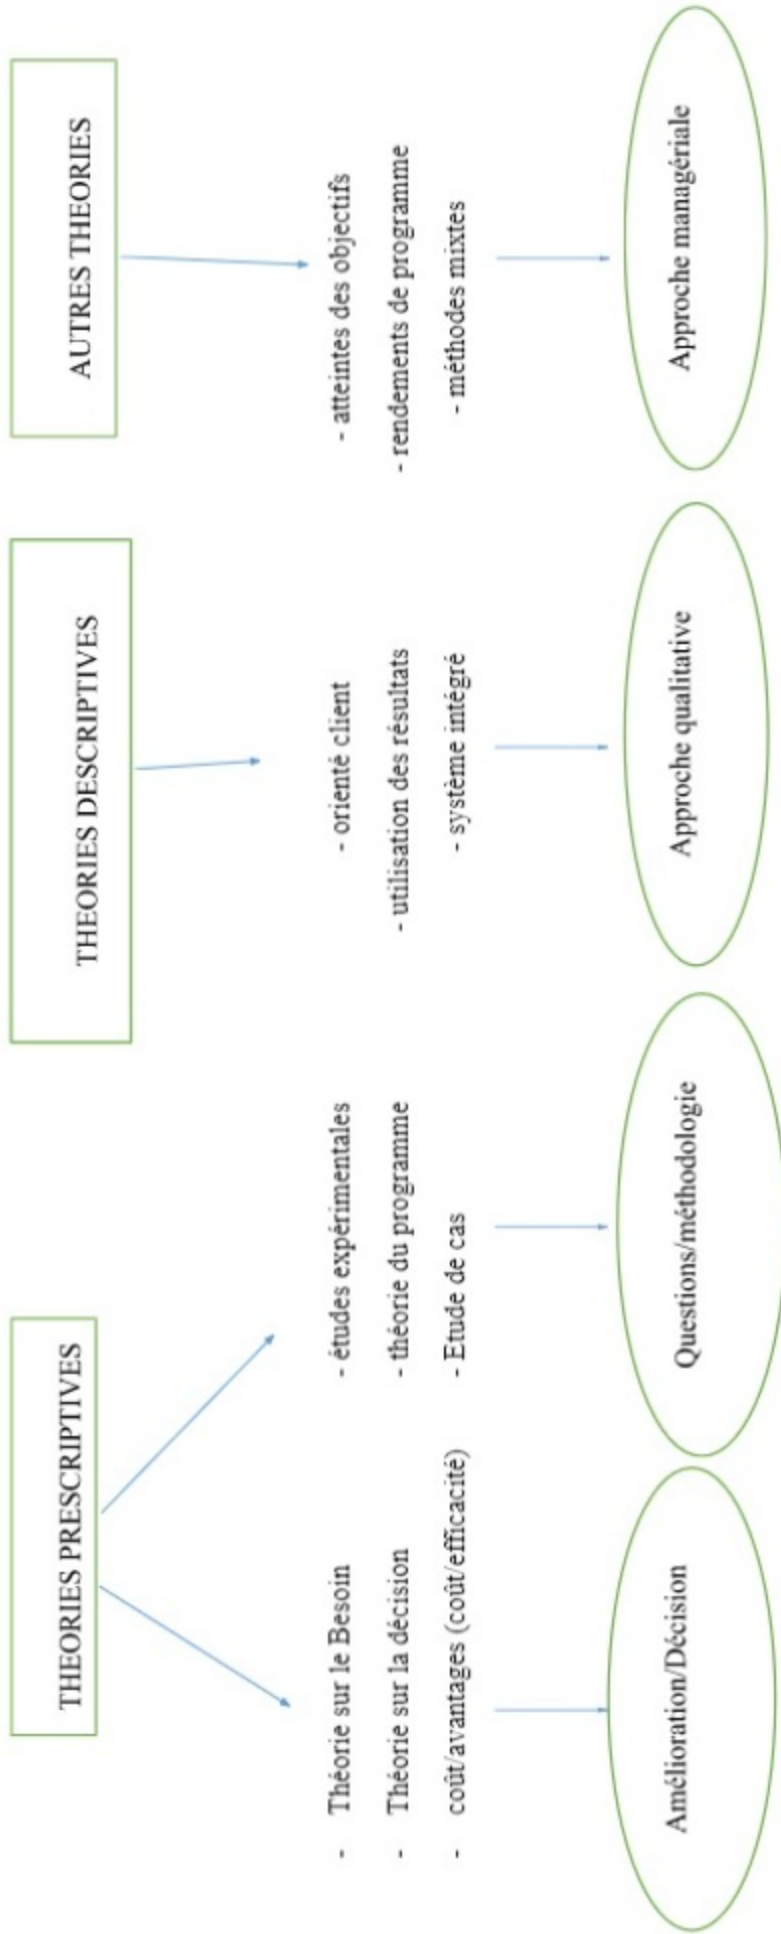 THEORIES PRESCRIPTIVES
THEORIES DESCRIPTIVES
AUTRES THEORIES
- Théorie sur le Besoin
- Théorie sur la décision
- coût/avantages (coût/efficacité)
- études expérimentales
- théorie du programme
- Etude de cas
- orienté client
- utilisation des résultats
- système intégré
- atteintes des objectifs
- rendements de programme
- méthodes mixtes
Amélioration/Décision
Questions/méthodologie
Approche qualitative
Approche managériale